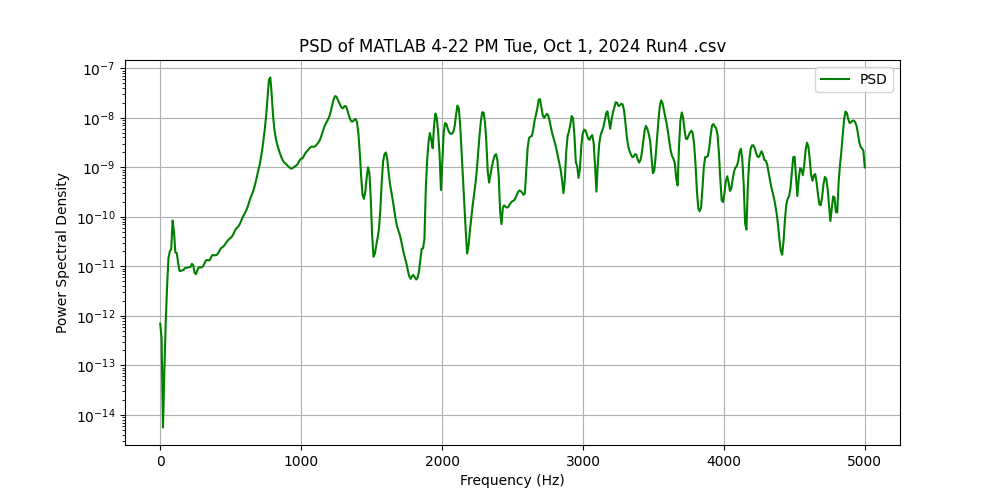 PSD of MATLAB 4-22 PM Tue, Oct 1, 2024 Run4 .csv
PSD
Power Spectral Density
10⁻⁷
10⁻⁸
10⁻⁹
10⁻¹⁰
10⁻¹¹
10⁻¹²
10⁻¹³
10⁻¹⁴
0 1000 2000 3000 4000 5000
Frequency (Hz)